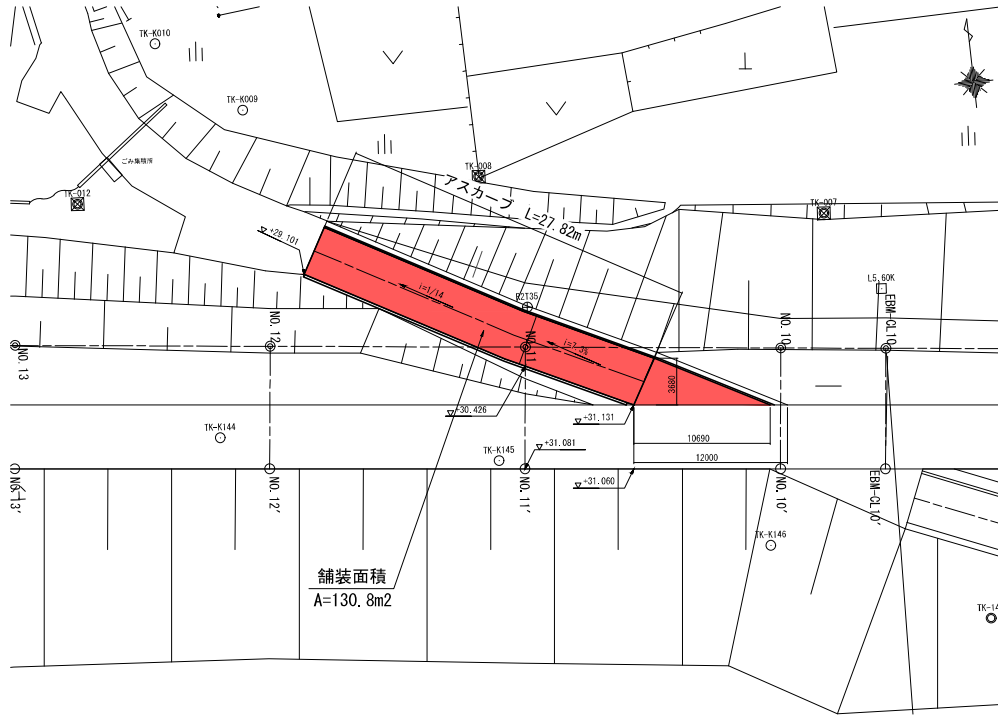 TK-K010
TK-K009
ごみ集積所
TK-008
TK-012
TK-007
アスカーブ L=27.82m
+29.101
i=1/14
L5.60K
EBM-CL10
NO.13
NO.12
NO.11
NO.10
i=7.3%
3680
+30.426
+31.131
10690
12000
TK-K144
TK-K145
+31.081
+31.060
NO.13'
NO.12'
NO.11'
NO.10'
EBM-CL10'
TK-K146
舗装面積
A=130.8m2
TK-14